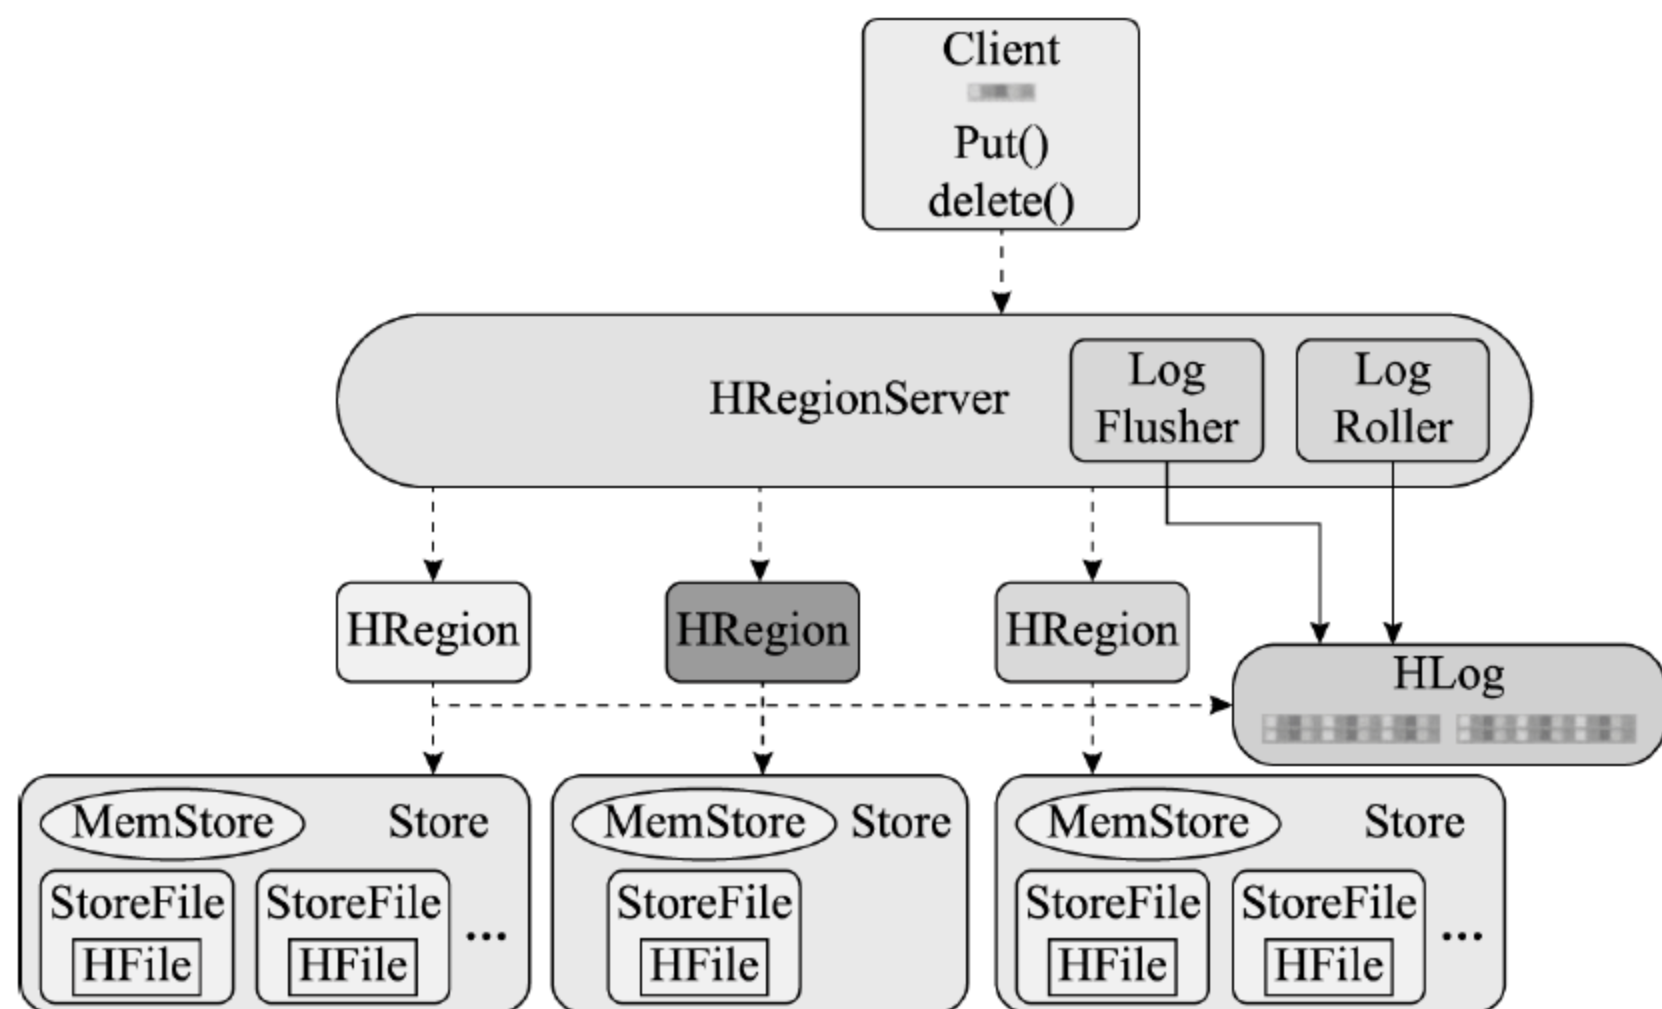 Client
Put()
delete()
HRegionServer
Log
Flusher
Log
Roller
HRegion
HRegion
HRegion
HLog
MemStore
Store
StoreFile
HFile
StoreFile
HFile
...
MemStore
Store
StoreFile
HFile
MemStore
Store
StoreFile
HFile
StoreFile
HFile
...